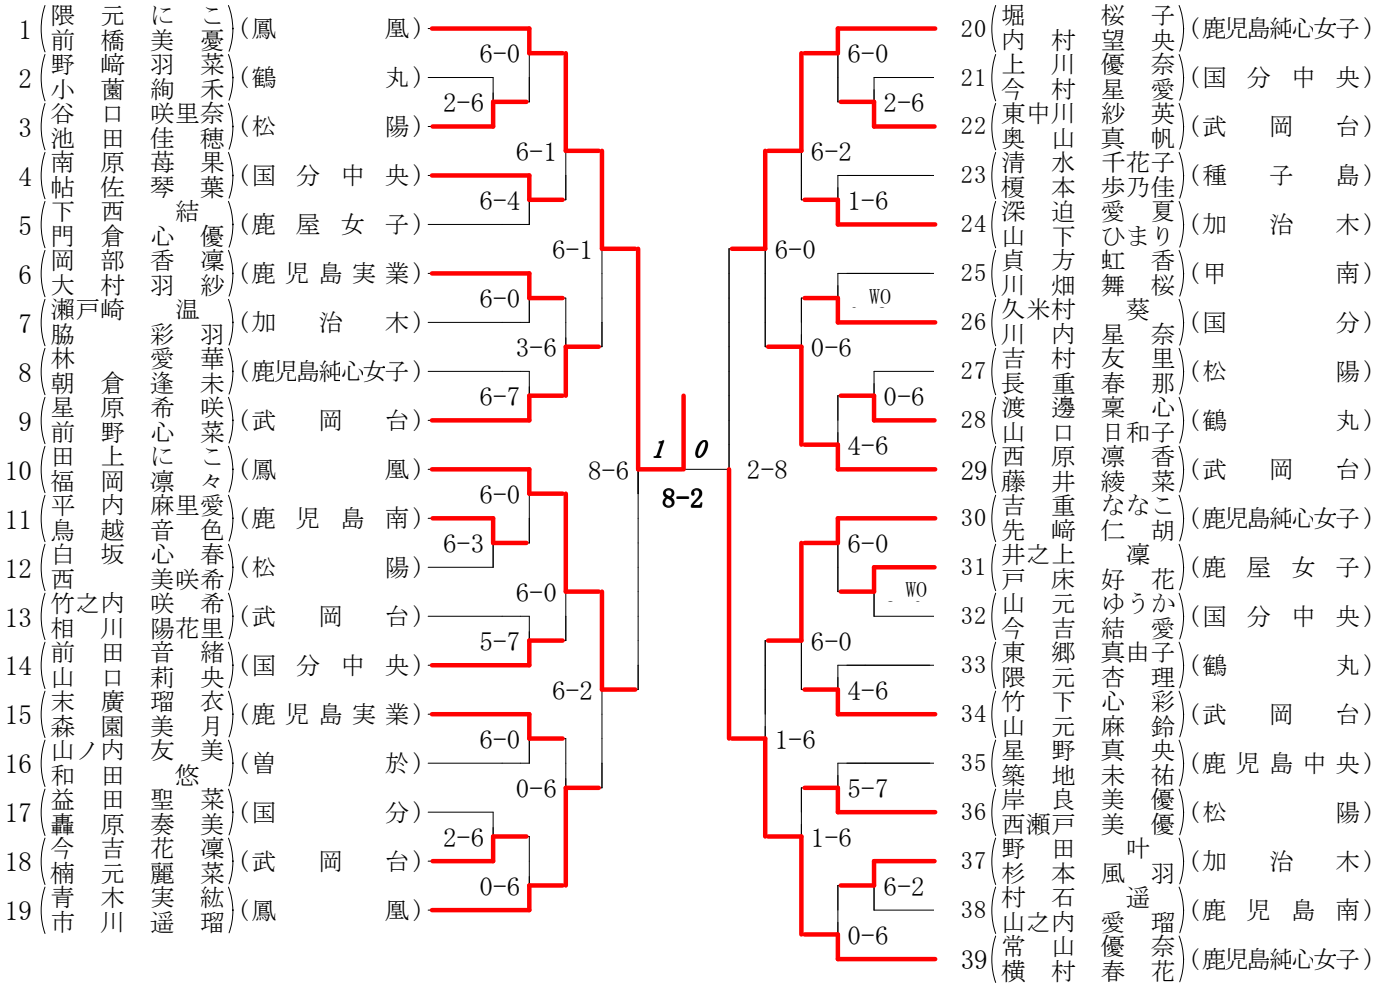 1 隈元にこ 前橋美憂 (鳳凰)
2 野﨑羽菜 小薗絢禾 (鶴丸)
3 谷口咲里奈 池田佳穂 (松陽)
4 南原苺果 帖佐琴葉 (国分中央)
5 下西結 門倉心優 (鹿屋女子)
6 岡部香凜 大村羽紗 (鹿児島実業)
7 瀬戸崎温 脇彩羽 (加治木)
8 林愛華 朝倉逢未 (鹿児島純心女子)
9 星原希咲 前野心菜 (武岡台)
10 田上にこ 福岡凛々 (鳳凰)
11 平内麻里愛 鳥越音色 (鹿児島南)
12 白坂心春 西美咲希 (松陽)
13 竹之内咲希 相川陽花里 (武岡台)
14 前田音緒 山口莉央 (国分中央)
15 末廣瑠衣 森園美月 (鹿児島実業)
16 山ノ内友美 和田悠 (曽於)
17 益田聖菜 轟原奏美 (国分)
18 今吉花凜 楠元麗菜 (武岡台)
19 青木実紘 市川遥瑠 (鳳凰)
6-0
2-6
6-1
6-4
6-1
6-0
3-6
6-7
8-6
6-0
6-3
6-0
5-7
6-2
6-0
0-6
2-6
0-6
1 0
8-2
6-0
2-6
6-2
1-6
6-0
WO
0-6
0-6
4-6
2-8
6-0
WO
6-0
4-6
1-6
5-7
1-6
6-2
0-6
20 堀桜子 内村望央 (鹿児島純心女子)
21 上川優奈 今村星愛 (国分中央)
22 東中川紗英 奥山真帆 (武岡台)
23 清水千花子 榎本歩乃佳 (種子島)
24 深迫愛夏 山下ひまり (加治木)
25 貞方虹香 川畑舞桜 (甲南)
26 久米村葵 川内星奈 (国分)
27 吉村友里 長重春那 (松陽)
28 渡邊稟心 山口日和子 (鶴丸)
29 西原凛香 藤井綾菜 (武岡台)
30 吉重ななこ 先﨑仁胡 (鹿児島純心女子)
31 井之上凜 戸床好花 (鹿屋女子)
32 山元ゆうか 今吉結愛 (国分中央)
33 東郷真由子 隈元杏理 (鶴丸)
34 竹下心彩 山元麻鈴 (武岡台)
35 星野真央 築地未祐 (鹿児島中央)
36 岸良美優 西瀬戸美優 (松陽)
37 野田叶 杉本風羽 (加治木)
38 村石遥 山之内愛瑠 (鹿児島南)
39 常山優奈 横村春花 (鹿児島純心女子)